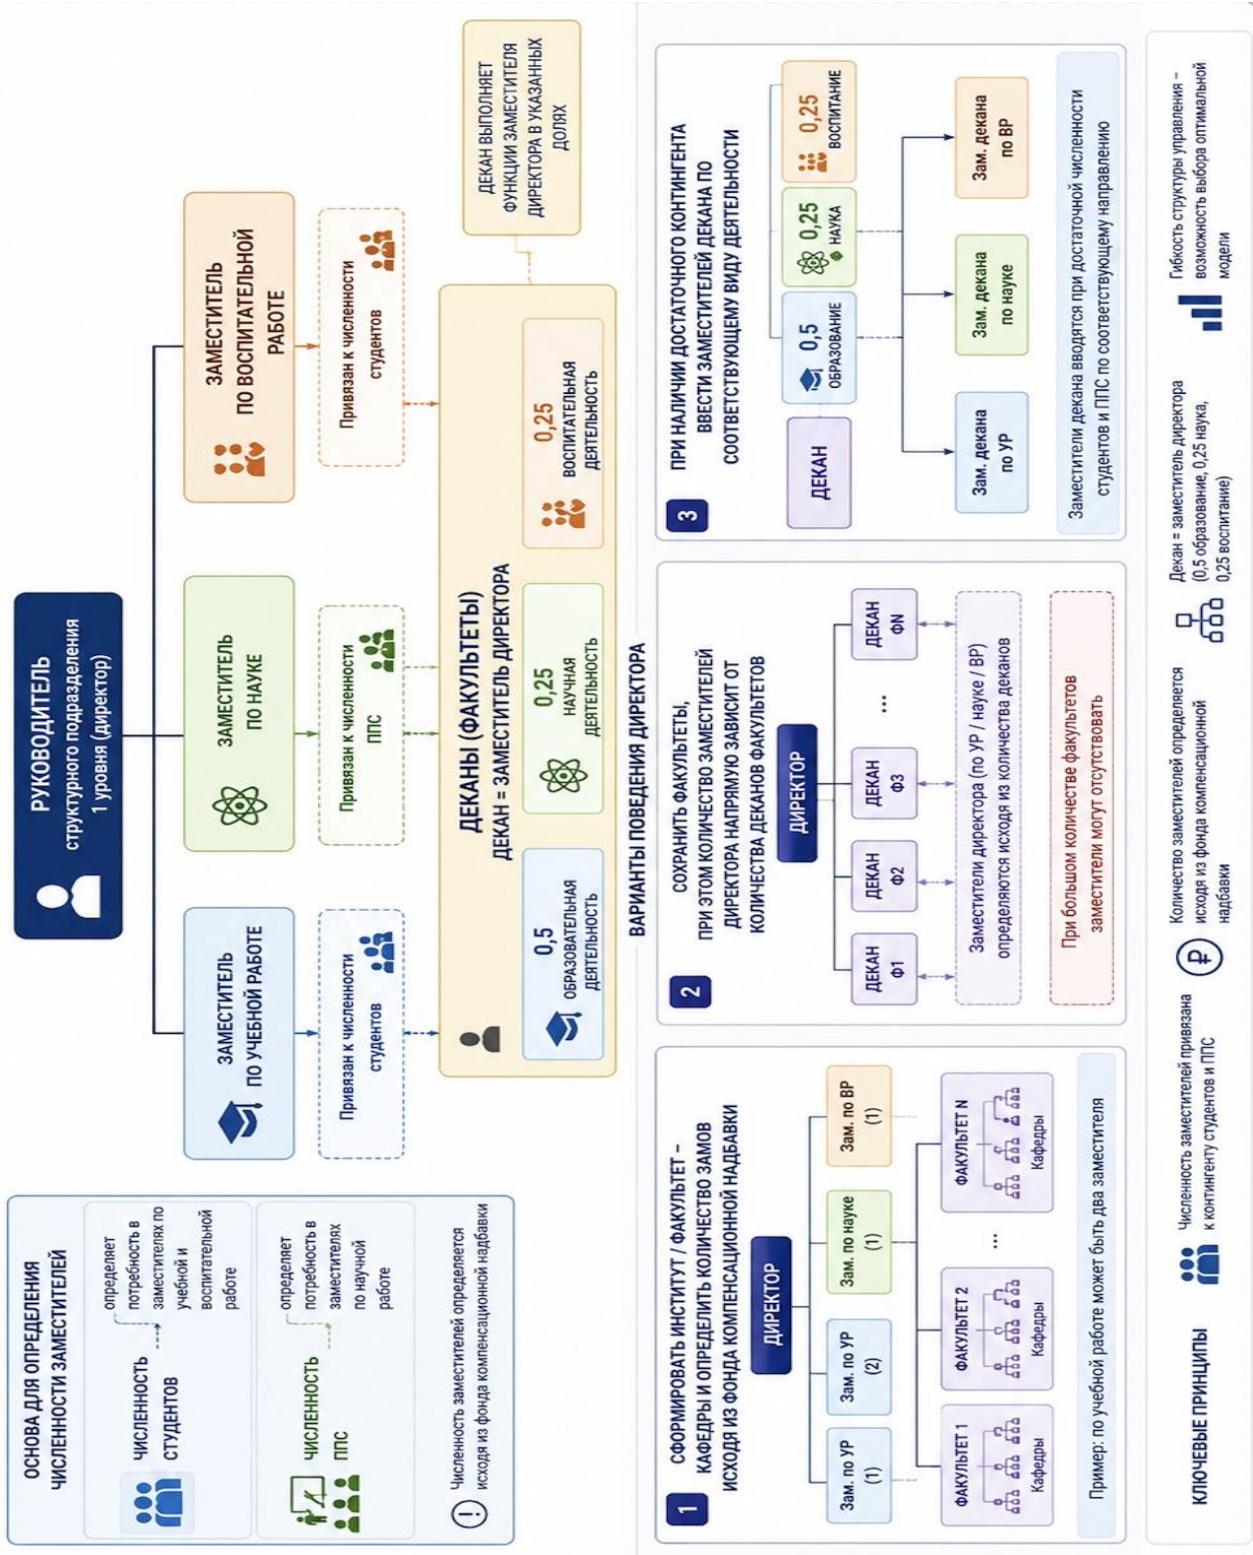 РУКОВОДИТЕЛЬ
структурного подразделения
1 уровня (директор)
ОСНОВА ДЛЯ ОПРЕДЕЛЕНИЯ
ЧИСЛЕННОСТИ ЗАМЕСТИТЕЛЕЙ
ЧИСЛЕННОСТЬ
СТУДЕНТОВ
определяет
потребность в
заместителях по
учебной и
воспитательной
работе
ЧИСЛЕННОСТЬ
ППС
определяет
потребность в
заместителях
по научной
работе
Численность заместителей определяется
исходя из фонда компенсационной надбавки
ЗАМЕСТИТЕЛЬ
ПО УЧЕБНОЙ РАБОТЕ
Привязан к численности
студентов
ЗАМЕСТИТЕЛЬ
ПО НАУКЕ
Привязан к численности
ППС
ЗАМЕСТИТЕЛЬ
ПО ВОСПИТАТЕЛЬНОЙ
РАБОТЕ
Привязан к численности
студентов
ДЕКАНЫ (ФАКУЛЬТЕТЫ)
ДЕКАН = ЗАМЕСТИТЕЛЬ ДИРЕКТОРА
0,5
ОБРАЗОВАТЕЛЬНАЯ
ДЕЯТЕЛЬНОСТЬ
0,25
НАУЧНАЯ
ДЕЯТЕЛЬНОСТЬ
0,25
ВОСПИТАТЕЛЬНАЯ
ДЕЯТЕЛЬНОСТЬ
ДЕКАН ВЫПОЛНЯЕТ
ФУНКЦИИ ЗАМЕСТИТЕЛЯ
ДИРЕКТОРА В УКАЗАННЫХ
ДОЛЯХ
ВАРИАНТЫ ПОВЕДЕНИЯ ДИРЕКТОРА
1
СФОРМИРОВАТЬ ИНСТИТУТ / ФАКУЛЬТЕТ –
КАФЕДРЫ И ОПРЕДЕЛИТЬ КОЛИЧЕСТВО ЗАМОВ
ИСХОДЯ ИЗ ФОНДА КОМПЕНСАЦИОННОЙ НАДБАВКИ
ДИРЕКТОР
Зам. по УР
(1)
Зам. по УР
(2)
Зам. по науке
(1)
Зам. по ВР
(1)
ФАКУЛЬТЕТ 1
Кафедры
ФАКУЛЬТЕТ 2
Кафедры
...
ФАКУЛЬТЕТ N
Кафедры
Пример: по учебной работе может быть два заместителя
2
СОХРАНИТЬ ФАКУЛЬТЕТЫ,
ПРИ ЭТОМ КОЛИЧЕСТВО ЗАМЕСТИТЕЛЕЙ
ДИРЕКТОРА НАПРЯМУЮ ЗАВИСИТ ОТ
КОЛИЧЕСТВА ДЕКАНОВ ФАКУЛЬТЕТОВ
ДИРЕКТОР
ДЕКАН
Ф1
ДЕКАН
Ф2
ДЕКАН
Ф3
...
ДЕКАН
ФN
Заместители директора (по УР / науке / ВР)
определяются исходя из количества деканов
При большом количестве факультетов
заместители могут отсутствовать
3
ПРИ НАЛИЧИИ ДОСТАТОЧНОГО КОНТИНГЕНТА
ВВЕСТИ ЗАМЕСТИТЕЛЕЙ ДЕКАНА ПО
СООТВЕТСТВУЮЩЕМУ ВИДУ ДЕЯТЕЛЬНОСТИ
ДЕКАН
0,5
ОБРАЗОВАНИЕ
0,25
НАУКА
0,25
ВОСПИТАНИЕ
Зам. декана
по УР
Зам. декана
по науке
Зам. декана
по ВР
Заместители декана вводятся при достаточной численности
студентов и ППС по соответствующему направлению
КЛЮЧЕВЫЕ ПРИНЦИПЫ
Численность заместителей привязана
к контингенту студентов и ППС
Количество заместителей определяется
исходя из фонда компенсационной
надбавки
Декан = заместитель директора
(0,5 образование, 0,25 наука,
0,25 воспитание)
Гибкость структуры управления –
возможность выбора оптимальной
модели